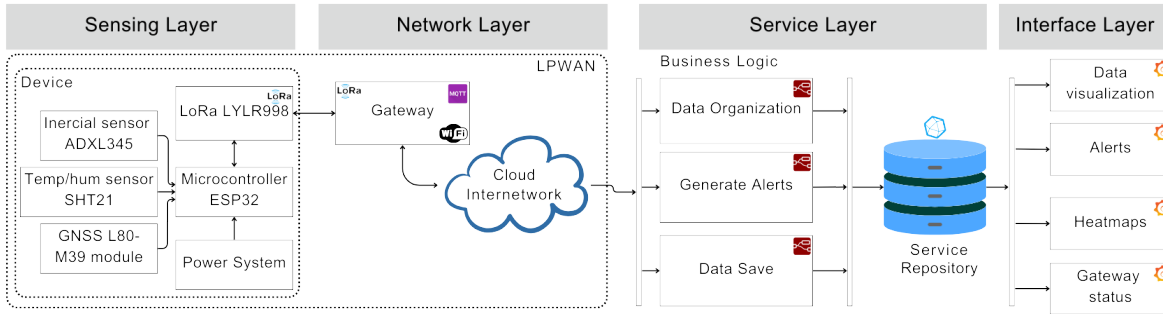 Sensing Layer
Network Layer
Service Layer
Interface Layer
LPWAN
Device
LoRa
LoRa LYLR998
Inercial sensor
ADXL345
Temp/hum sensor
SHT21
GNSS L80-
M39 module
Microcontroller
ESP32
Power System
LoRa
MQTT
Gateway
WiFi
Cloud
Internetwork
Business Logic
Data Organization
Generate Alerts
Data Save
Service
Repository
Data
visualization
Alerts
Heatmaps
Gateway
status